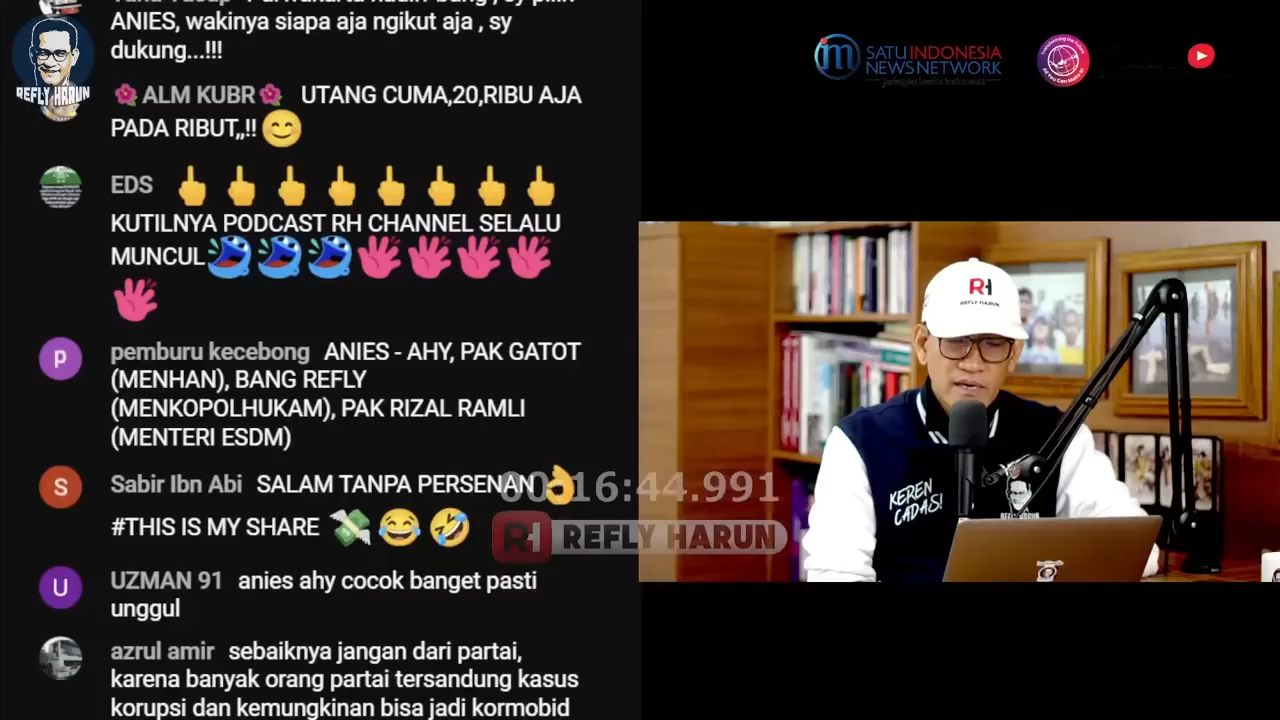 ANIES, wakinya siapa aja ngikut aja , sy
dukung...!!!
REFLY HARUN
🌺ALM KUBR🌺 UTANG CUMA,20,RIBU AJA
PADA RIBUT,,!!😊
EDS 🖕🖕🖕🖕🖕🖕🖕🖕
KUTILNYA PODCAST RH CHANNEL SELALU
MUNCUL
p
pemburu kecebong ANIES - AHY, PAK GATOT
(MENHAN), BANG REFLY
(MENKOPOLHUKAM), PAK RIZAL RAMLI
(MENTERI ESDM)
S
Sabir Ibn Abi SALAM TANPA PERSENAN👌
#THIS IS MY SHARE 💸😂🤣
U
UZMAN 91 anies ahy cocok banget pasti
unggul
azrul amir sebaiknya jangan dari partai,
karena banyak orang partai tersandung kasus
korupsi dan kemungkinan bisa jadi kormobid
SATU INDONESIA
NEWS NETWORK
jaringan berita Indonesia
RH
REFLY HARUN
KEREN
CADAS!
00:16:44.991
RH REFLY HARUN